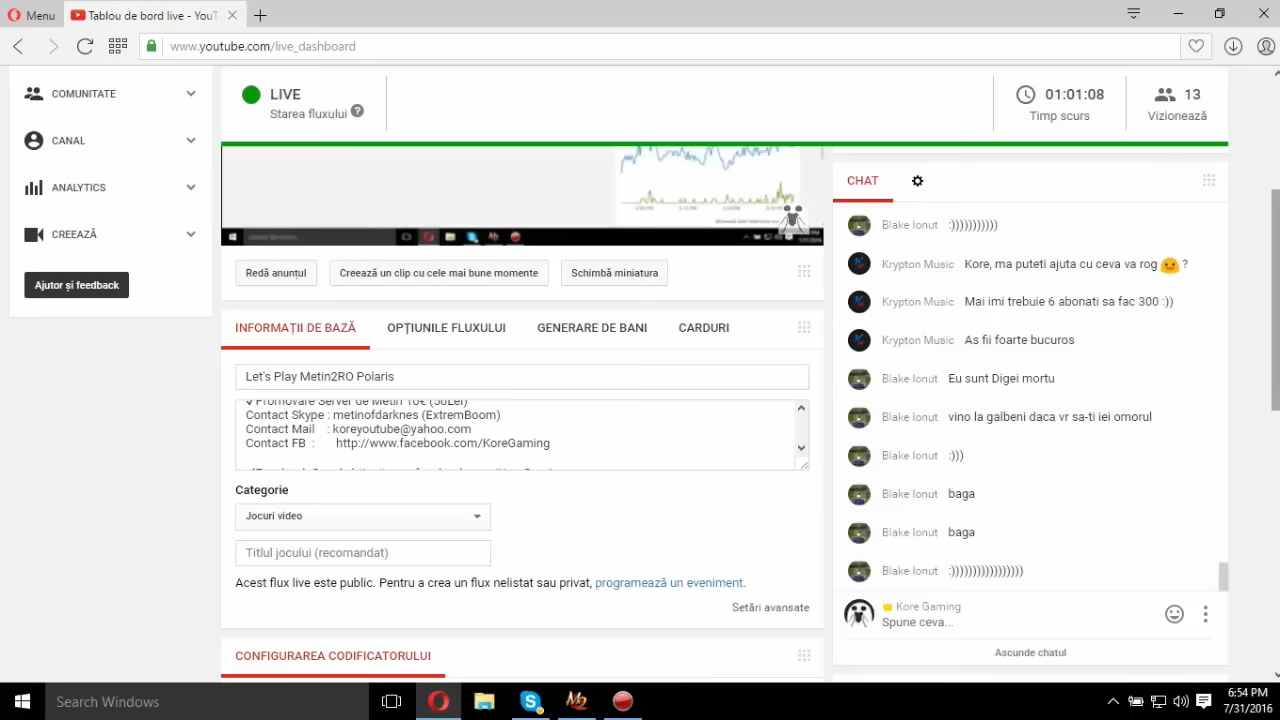 Menu
Tablou de bord live - YouT
www.youtube.com/live_dashboard
COMUNITATE
CANAL
ANALYTICS
CREEAZĂ
Ajutor și feedback
LIVE
Starea fluxului
01:01:08
Timp scurs
13
Vizionează
Search Windows
Redă anunțul
Creează un clip cu cele mai bune momente
Schimbă miniatura
INFORMAȚII DE BAZĂ
OPȚIUNILE FLUXULUI
GENERARE DE BANI
CARDURI
Let's Play Metin2RO Polaris
✔Promovare Server de Metin 10€ (50Lei)
Contact Skype : metinofdarknes (ExtremBoom)
Contact Mail : koreyoutube@yahoo.com
Contact FB : http://www.facebook.com/KoreGaming
Categorie
Jocuri video
Titlul jocului (recomandat)
Acest flux live este public. Pentru a crea un flux nelistat sau privat, programează un eveniment.
Setări avansate
CONFIGURAREA CODIFICATORULUI
CHAT
Blake Ionut :)))))))))))
Krypton Music Kore, ma puteti ajuta cu ceva va rog ?
Krypton Music Mai imi trebuie 6 abonati sa fac 300 :))
Krypton Music As fii foarte bucuros
Blake Ionut Eu sunt Digei mortu
Blake Ionut vino la galbeni daca vr sa-ti iei omorul
Blake Ionut :)))
Blake Ionut baga
Blake Ionut baga
Blake Ionut :))))))))))))))))
Kore Gaming
Spune ceva...
Ascunde chatul
Search Windows
6:54 PM
7/31/2016